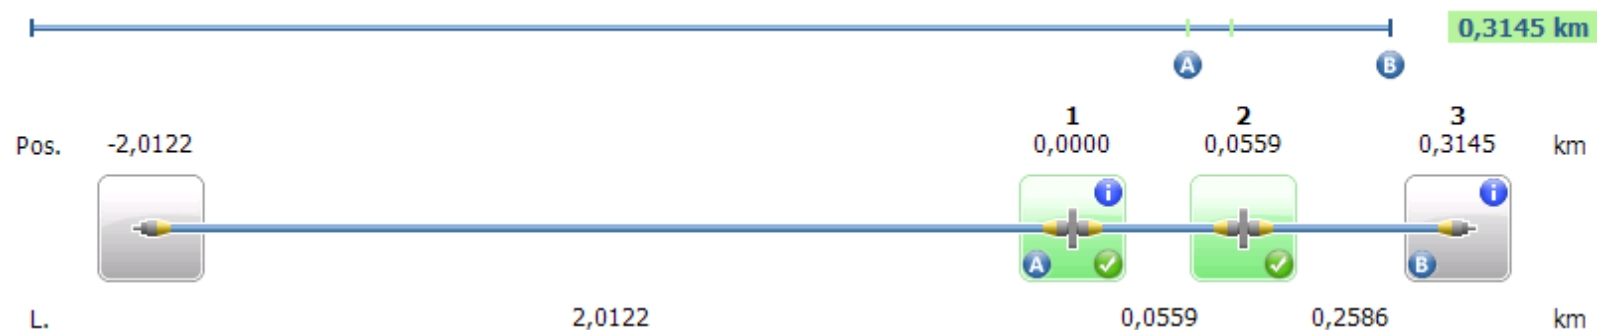 0,3145 km
A B
1 2 3
Pos. -2,0122 0,0000 0,0559 0,3145 km
i i
A B
L. 2,0122 0,0559 0,2586 km